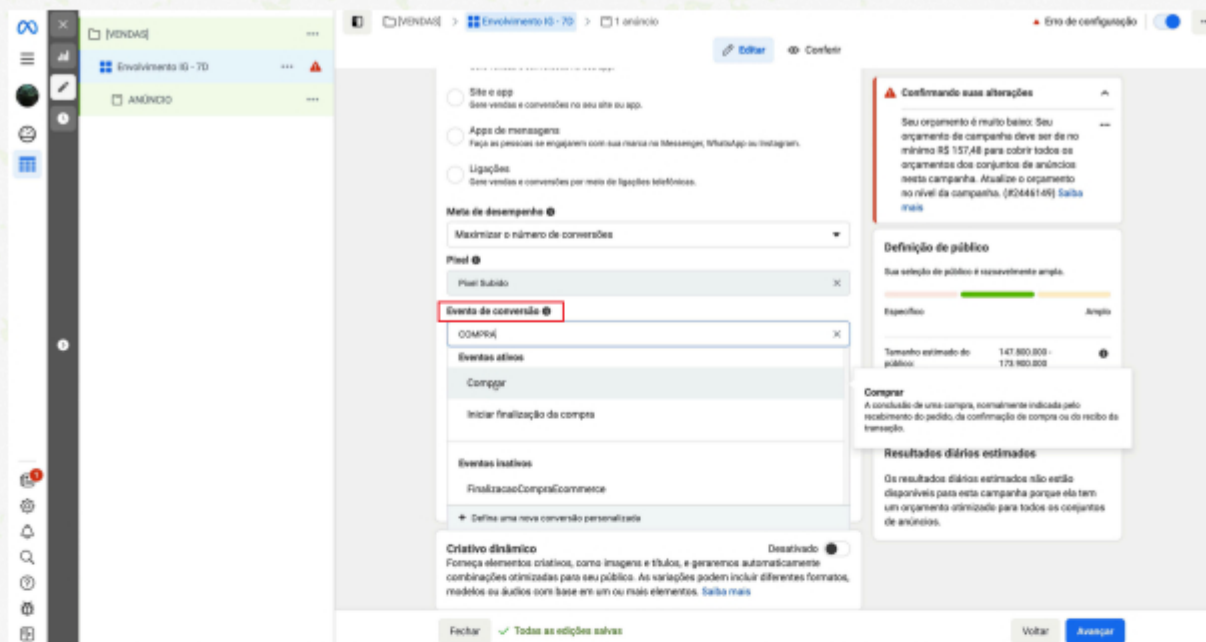 [VENDAS]
Envolvimento IG - 7D
ANÚNCIO
[VENDAS] > Envolvimento IG - 7D > 1 anúncio
Erro de configuração
Editar
Conferir
Site e app
Gere vendas e conversões no seu site ou app.
Apps de mensagens
Faça as pessoas se engajarem com sua marca no Messenger, WhatsApp ou Instagram.
Ligações
Gere vendas e conversões por meio de ligações telefônicas.
Meta de desempenho
Maximizar o número de conversões
Pixel
Pixel Subido
Evento de conversão
COMPRA
Eventos ativos
Comprar
Iniciar finalização da compra
Eventos inativos
FinalizacaoCompraEcommerce
+ Defina uma nova conversão personalizada
Criativo dinâmico
Desativado
Forneça elementos criativos, como imagens e títulos, e geraremos automaticamente
combinações otimizadas para seu público. As variações podem incluir diferentes formatos,
modelos ou áudios com base em um ou mais elementos. Saiba mais
Fechar
Todas as edições salvas
Voltar
Avançar
Confirmando suas alterações
Seu orçamento é muito baixo: Seu
orçamento de campanha deve ser de no
mínimo R$ 157,48 para cobrir todos os
orçamentos dos conjuntos de anúncios
nesta campanha. Atualize o orçamento
no nível da campanha. (#2446149) Saiba
mais
Definição de público
Sua seleção de público é razoavelmente ampla.
Específico
Amplo
Tamanho estimado do
público:
147.800.000 -
173.900.000
Comprar
A conclusão de uma compra, normalmente indicada pelo
recebimento do pedido, da confirmação de compra ou do recibo da
transação.
Resultados diários estimados
Os resultados diários estimados não estão
disponíveis para esta campanha porque ela tem
um orçamento otimizado para todos os conjuntos
de anúncios.